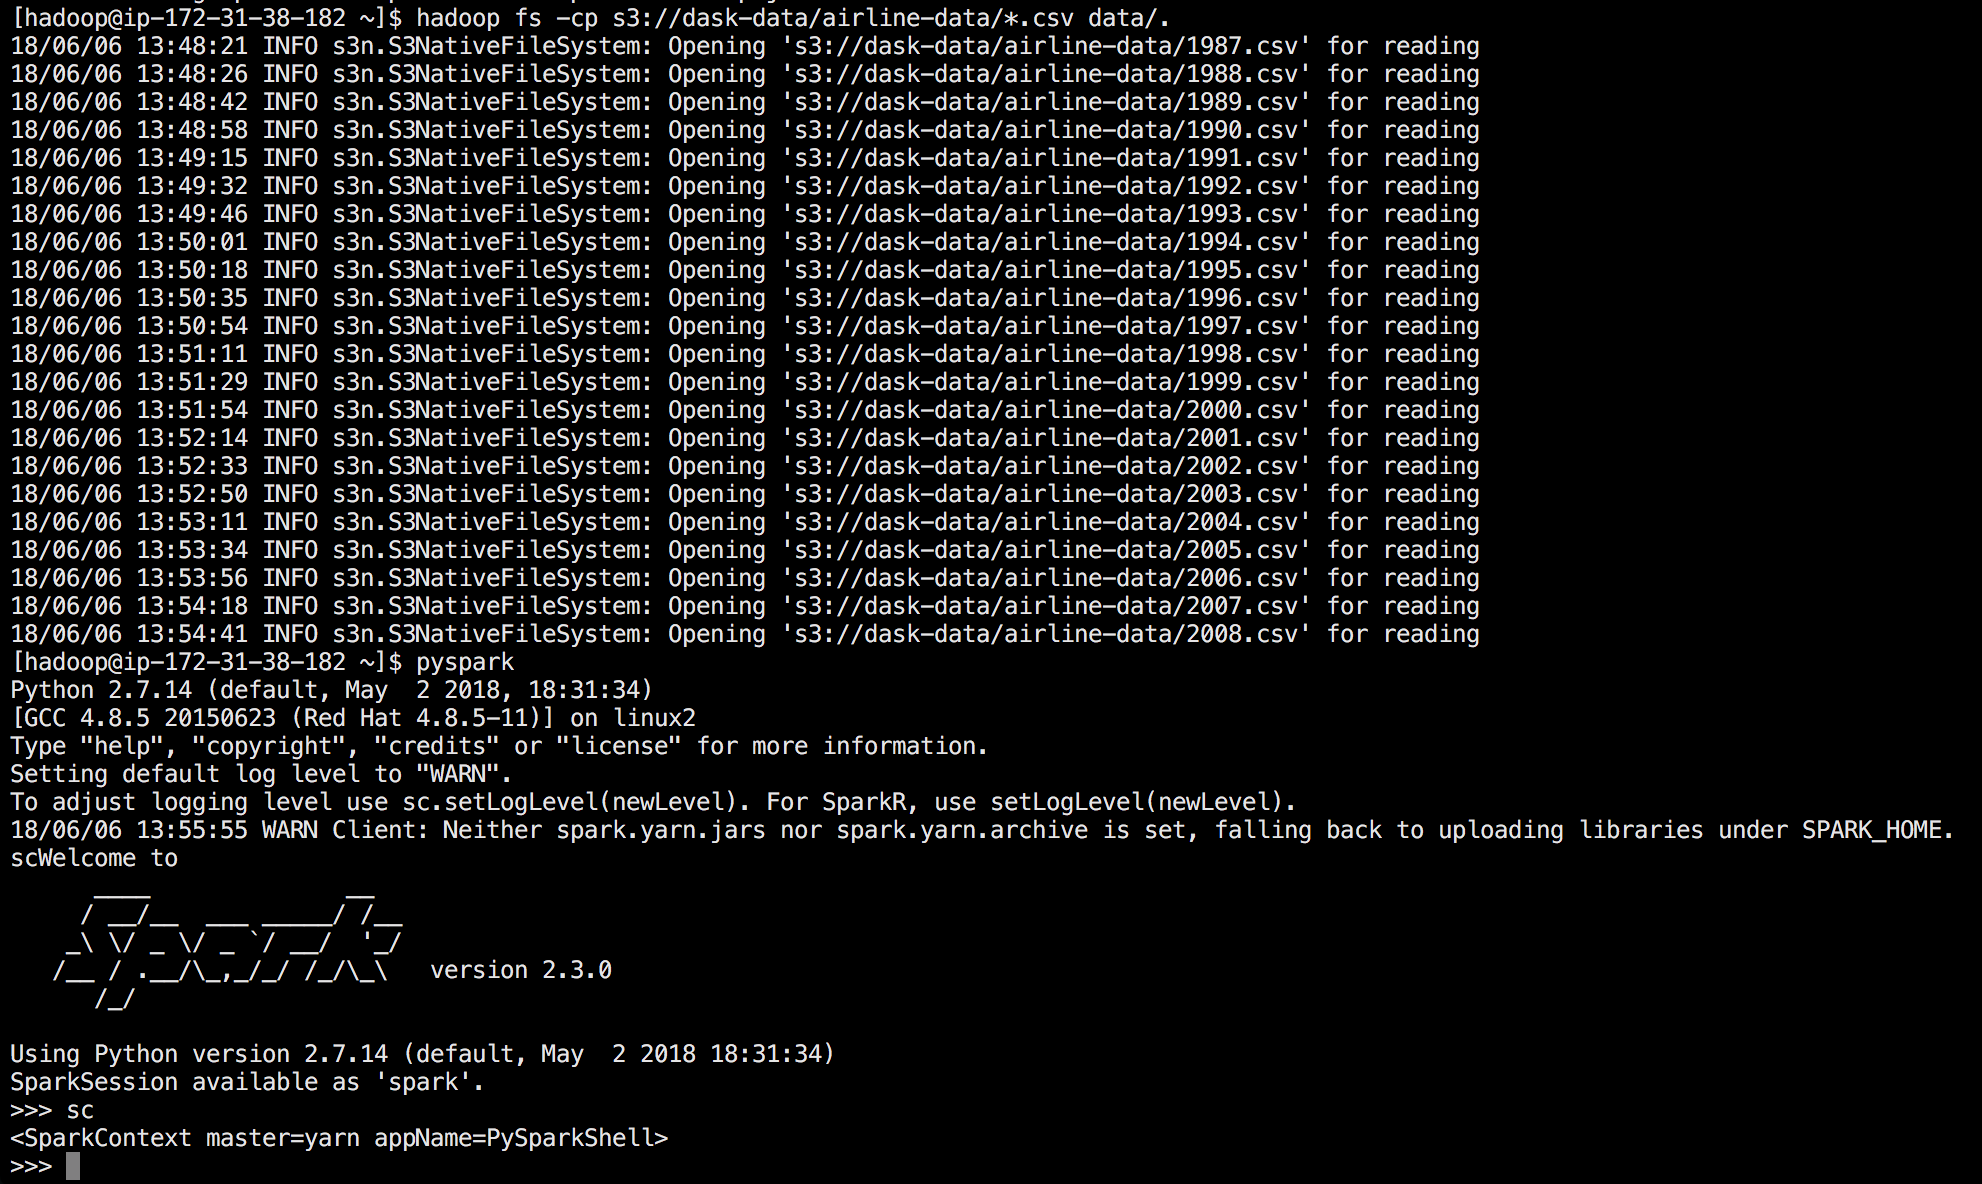 [hadoop@ip-172-31-38-182 ~]$ hadoop fs -cp s3://dask-data/airline-data/*.csv data/.
18/06/06 13:48:21 INFO s3n.S3NativeFileSystem: Opening 's3://dask-data/airline-data/1987.csv' for reading
18/06/06 13:48:26 INFO s3n.S3NativeFileSystem: Opening 's3://dask-data/airline-data/1988.csv' for reading
18/06/06 13:48:42 INFO s3n.S3NativeFileSystem: Opening 's3://dask-data/airline-data/1989.csv' for reading
18/06/06 13:48:58 INFO s3n.S3NativeFileSystem: Opening 's3://dask-data/airline-data/1990.csv' for reading
18/06/06 13:49:15 INFO s3n.S3NativeFileSystem: Opening 's3://dask-data/airline-data/1991.csv' for reading
18/06/06 13:49:32 INFO s3n.S3NativeFileSystem: Opening 's3://dask-data/airline-data/1992.csv' for reading
18/06/06 13:49:46 INFO s3n.S3NativeFileSystem: Opening 's3://dask-data/airline-data/1993.csv' for reading
18/06/06 13:50:01 INFO s3n.S3NativeFileSystem: Opening 's3://dask-data/airline-data/1994.csv' for reading
18/06/06 13:50:18 INFO s3n.S3NativeFileSystem: Opening 's3://dask-data/airline-data/1995.csv' for reading
18/06/06 13:50:35 INFO s3n.S3NativeFileSystem: Opening 's3://dask-data/airline-data/1996.csv' for reading
18/06/06 13:50:54 INFO s3n.S3NativeFileSystem: Opening 's3://dask-data/airline-data/1997.csv' for reading
18/06/06 13:51:11 INFO s3n.S3NativeFileSystem: Opening 's3://dask-data/airline-data/1998.csv' for reading
18/06/06 13:51:29 INFO s3n.S3NativeFileSystem: Opening 's3://dask-data/airline-data/1999.csv' for reading
18/06/06 13:51:54 INFO s3n.S3NativeFileSystem: Opening 's3://dask-data/airline-data/2000.csv' for reading
18/06/06 13:52:14 INFO s3n.S3NativeFileSystem: Opening 's3://dask-data/airline-data/2001.csv' for reading
18/06/06 13:52:33 INFO s3n.S3NativeFileSystem: Opening 's3://dask-data/airline-data/2002.csv' for reading
18/06/06 13:52:50 INFO s3n.S3NativeFileSystem: Opening 's3://dask-data/airline-data/2003.csv' for reading
18/06/06 13:53:11 INFO s3n.S3NativeFileSystem: Opening 's3://dask-data/airline-data/2004.csv' for reading
18/06/06 13:53:34 INFO s3n.S3NativeFileSystem: Opening 's3://dask-data/airline-data/2005.csv' for reading
18/06/06 13:53:56 INFO s3n.S3NativeFileSystem: Opening 's3://dask-data/airline-data/2006.csv' for reading
18/06/06 13:54:18 INFO s3n.S3NativeFileSystem: Opening 's3://dask-data/airline-data/2007.csv' for reading
18/06/06 13:54:41 INFO s3n.S3NativeFileSystem: Opening 's3://dask-data/airline-data/2008.csv' for reading
[hadoop@ip-172-31-38-182 ~]$ pyspark
Python 2.7.14 (default, May  2 2018, 18:31:34)
[GCC 4.8.5 20150623 (Red Hat 4.8.5-11)] on linux2
Type "help", "copyright", "credits" or "license" for more information.
Setting default log level to "WARN".
To adjust logging level use sc.setLogLevel(newLevel). For SparkR, use setLogLevel(newLevel).
18/06/06 13:55:55 WARN Client: Neither spark.yarn.jars nor spark.yarn.archive is set, falling back to uploading libraries under SPARK_HOME.
scWelcome to
      ____              __
     / __/__  ___ _____/ /__
    _\ \/ _ \/ _ `/ __/  '_/
   /__ / .__/\_,_/_/ /_/\_\   version 2.3.0
      /_/
Using Python version 2.7.14 (default, May  2 2018 18:31:34)
SparkSession available as 'spark'.
>>> sc
<SparkContext master=yarn appName=PySparkShell>
>>>